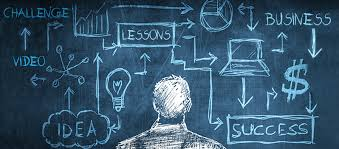 CHALLENGE
BUSINESS
LESSONS
VIDEO
$
IDEA
SUCCESS